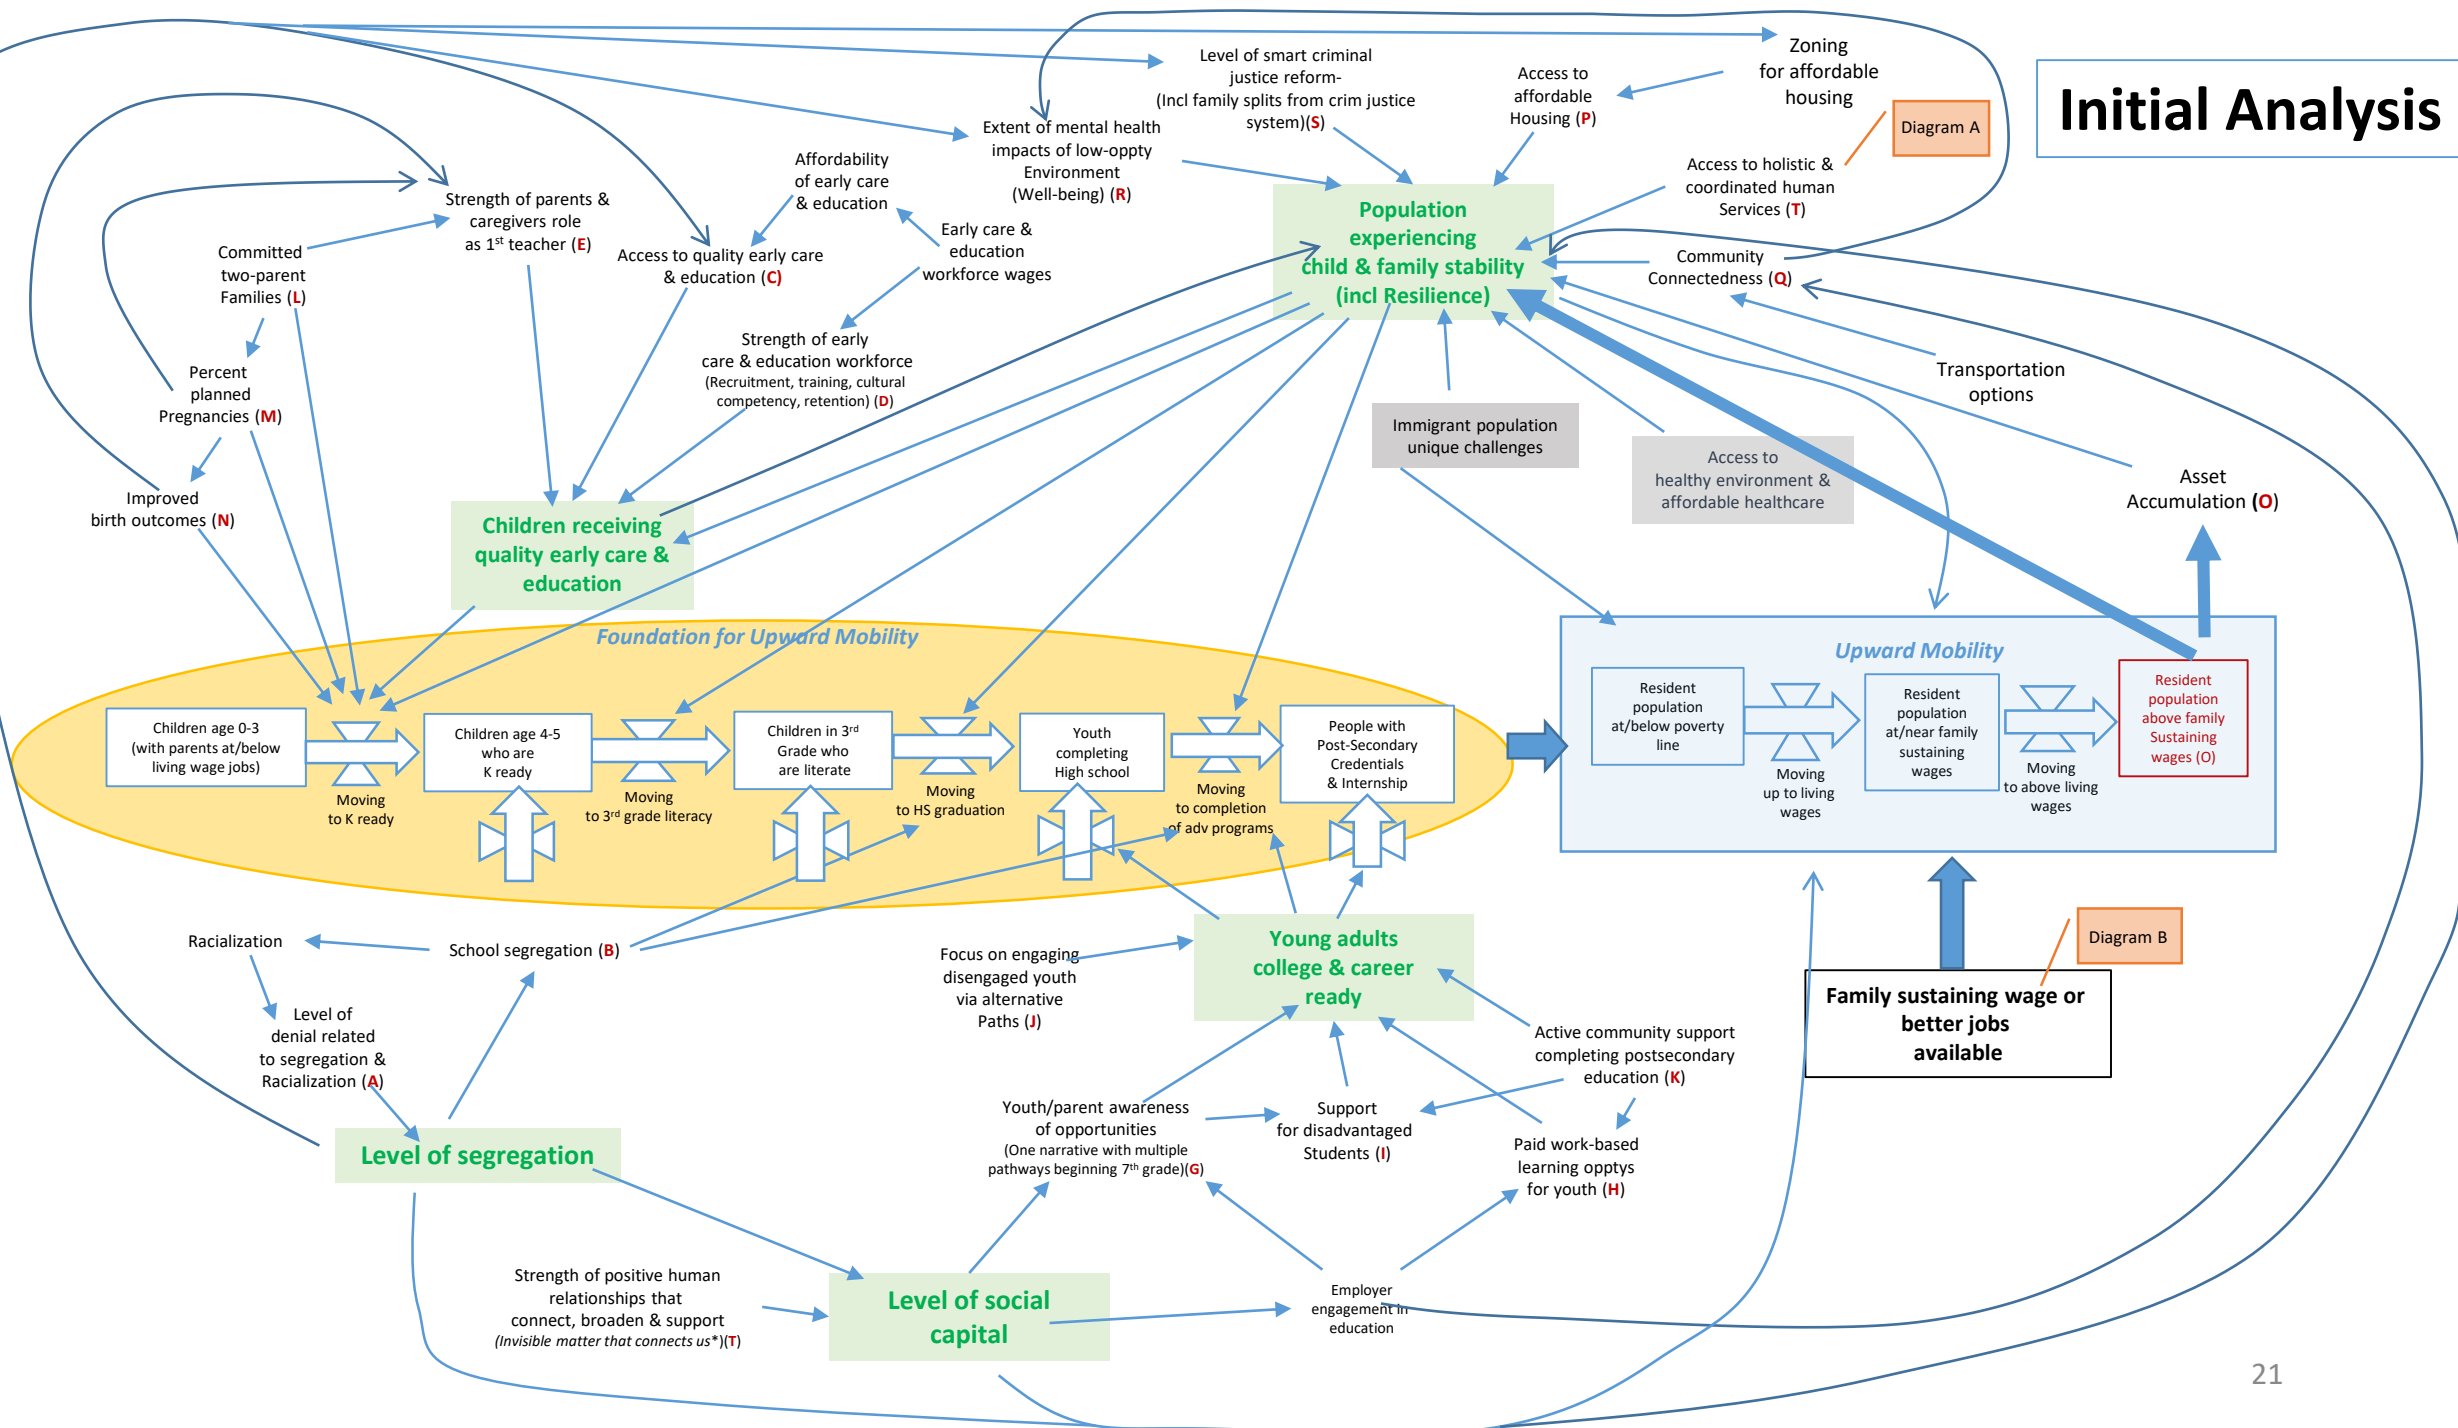 Initial Analysis
Zoning
for affordable
housing
Level of smart criminal
justice reform-
(Incl family splits from crim justice
system)(S)
Access to
affordable
Housing (P)
Diagram A
Extent of mental health
impacts of low-oppty
Environment
(Well-being) (R)
Affordability
of early care
& education
Access to holistic &
coordinated human
Services (T)
Strength of parents &
caregivers role
as 1st teacher (E)
Population
experiencing
child & family stability
(incl Resilience)
Early care &
education
workforce wages
Access to quality early care
& education (C)
Committed
two-parent
Families (L)
Community
Connectedness (Q)
Strength of early
care & education workforce
(Recruitment, training, cultural
competency, retention) (D)
Percent
planned
Pregnancies (M)
Transportation
options
Immigrant population
unique challenges
Access to
healthy environment &
affordable healthcare
Asset
Accumulation (O)
Improved
birth outcomes (N)
Children receiving
quality early care &
education
Foundation for Upward Mobility
Upward Mobility
Children age 0-3
(with parents at/below
living wage jobs)
Moving
to K ready
Children age 4-5
who are
K ready
Moving
to 3rd grade literacy
Children in 3rd
Grade who
are literate
Moving
to HS graduation
Youth
completing
High school
Moving
to completion
of adv programs
People with
Post-Secondary
Credentials
& Internship
Resident
population
at/below poverty
line
Moving
up to living
wages
Resident
population
at/near family
sustaining
wages
Moving
to above living
wages
Resident
population
above family
Sustaining
wages (O)
Racialization
School segregation (B)
Focus on engaging
disengaged youth
via alternative
Paths (J)
Young adults
college & career
ready
Diagram B
Family sustaining wage or
better jobs
available
Level of
denial related
to segregation &
Racialization (A)
Active community support
completing postsecondary
education (K)
Youth/parent awareness
of opportunities
(One narrative with multiple
pathways beginning 7th grade)(G)
Support
for disadvantaged
Students (I)
Paid work-based
learning opptys
for youth (H)
Level of segregation
Strength of positive human
relationships that
connect, broaden & support
(Invisible matter that connects us*)(T)
Level of social
capital
Employer
engagement in
education
21